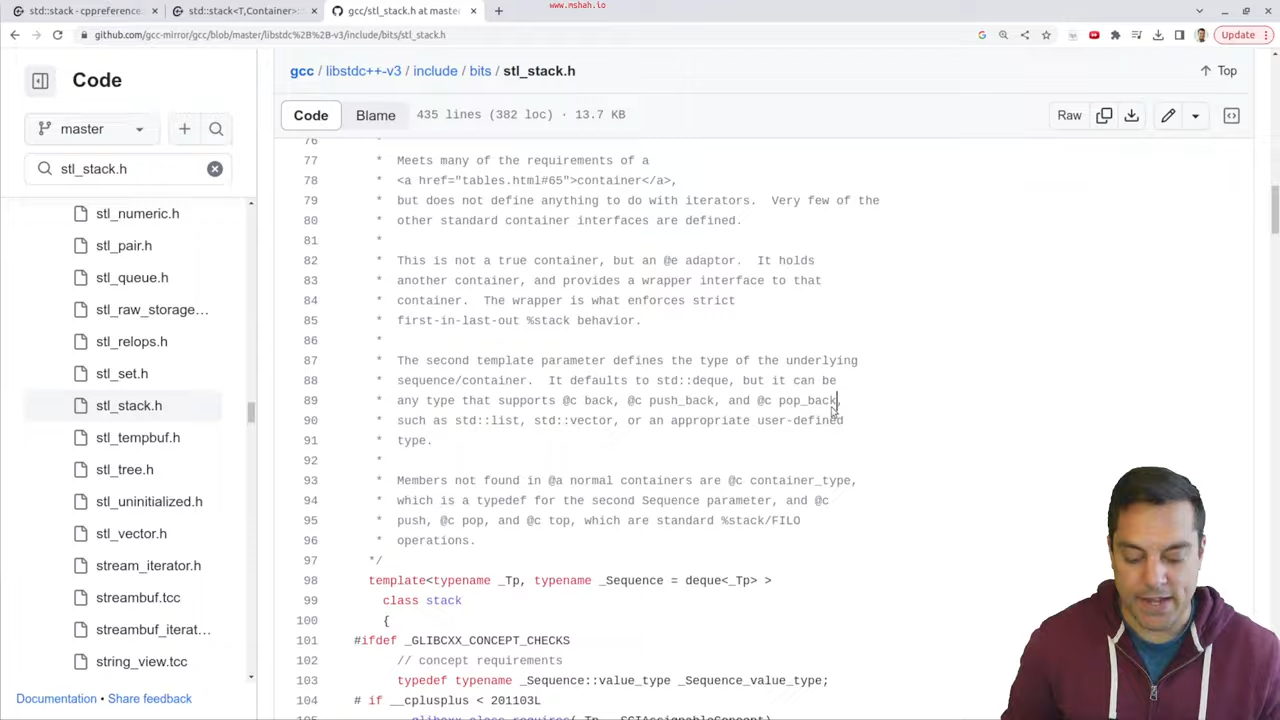 www.mshah.io
std::stack - cppreference.
std::stack<T,Container>::
gcc/stl_stack.h at master
github.com/gcc-mirror/gcc/blob/master/libstdc%2B%2B-v3/include/bits/stl_stack.h
Update
Code
gcc / libstdc++-v3 / include / bits / stl_stack.h
Top
master
Code
Blame
435 lines (382 loc) · 13.7 KB
Raw
stl_stack.h
stl_numeric.h
stl_pair.h
stl_queue.h
stl_raw_storage…
stl_relops.h
stl_set.h
stl_stack.h
stl_tempbuf.h
stl_tree.h
stl_uninitialized.h
stl_vector.h
stream_iterator.h
streambuf.tcc
streambuf_iterat…
string_view.tcc
Documentation • Share feedback
76 *
77 * Meets many of the requirements of a
78 * <a href="tables.html#65">container</a>,
79 * but does not define anything to do with iterators. Very few of the
80 * other standard container interfaces are defined.
81 *
82 * This is not a true container, but an @e adaptor. It holds
83 * another container, and provides a wrapper interface to that
84 * container. The wrapper is what enforces strict
85 * first-in-last-out %stack behavior.
86 *
87 * The second template parameter defines the type of the underlying
88 * sequence/container. It defaults to std::deque, but it can be
89 * any type that supports @c back, @c push_back, and @c pop_back,
90 * such as std::list, std::vector, or an appropriate user-defined
91 * type.
92 *
93 * Members not found in @a normal containers are @c container_type,
94 * which is a typedef for the second Sequence parameter, and @c
95 * push, @c pop, and @c top, which are standard %stack/FILO
96 * operations.
97 */
98 template<typename _Tp, typename _Sequence = deque<_Tp> >
99 class stack
100 {
101 #ifdef _GLIBCXX_CONCEPT_CHECKS
102 // concept requirements
103 typedef typename _Sequence::value_type _Sequence_value_type;
104 # if __cplusplus < 201103L